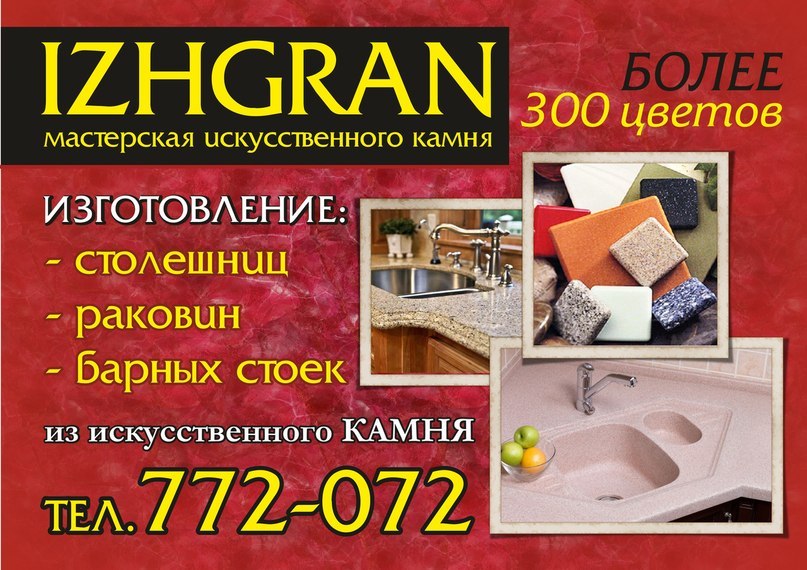 IZHGRAN
мастерская искусственного камня
БОЛЕЕ
300 цветов
ИЗГОТОВЛЕНИЕ:
- столешниц
- раковин
- барных стоек
из искусственного КАМНЯ
ТЕЛ. 772-072